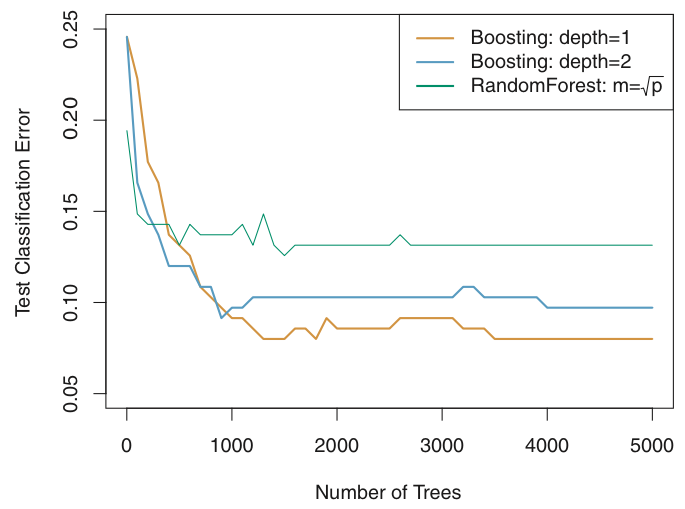 Boosting: depth=1
Boosting: depth=2
RandomForest: m=√p
Test Classification Error
0.25
0.20
0.15
0.10
0.05
0 1000 2000 3000 4000 5000
Number of Trees